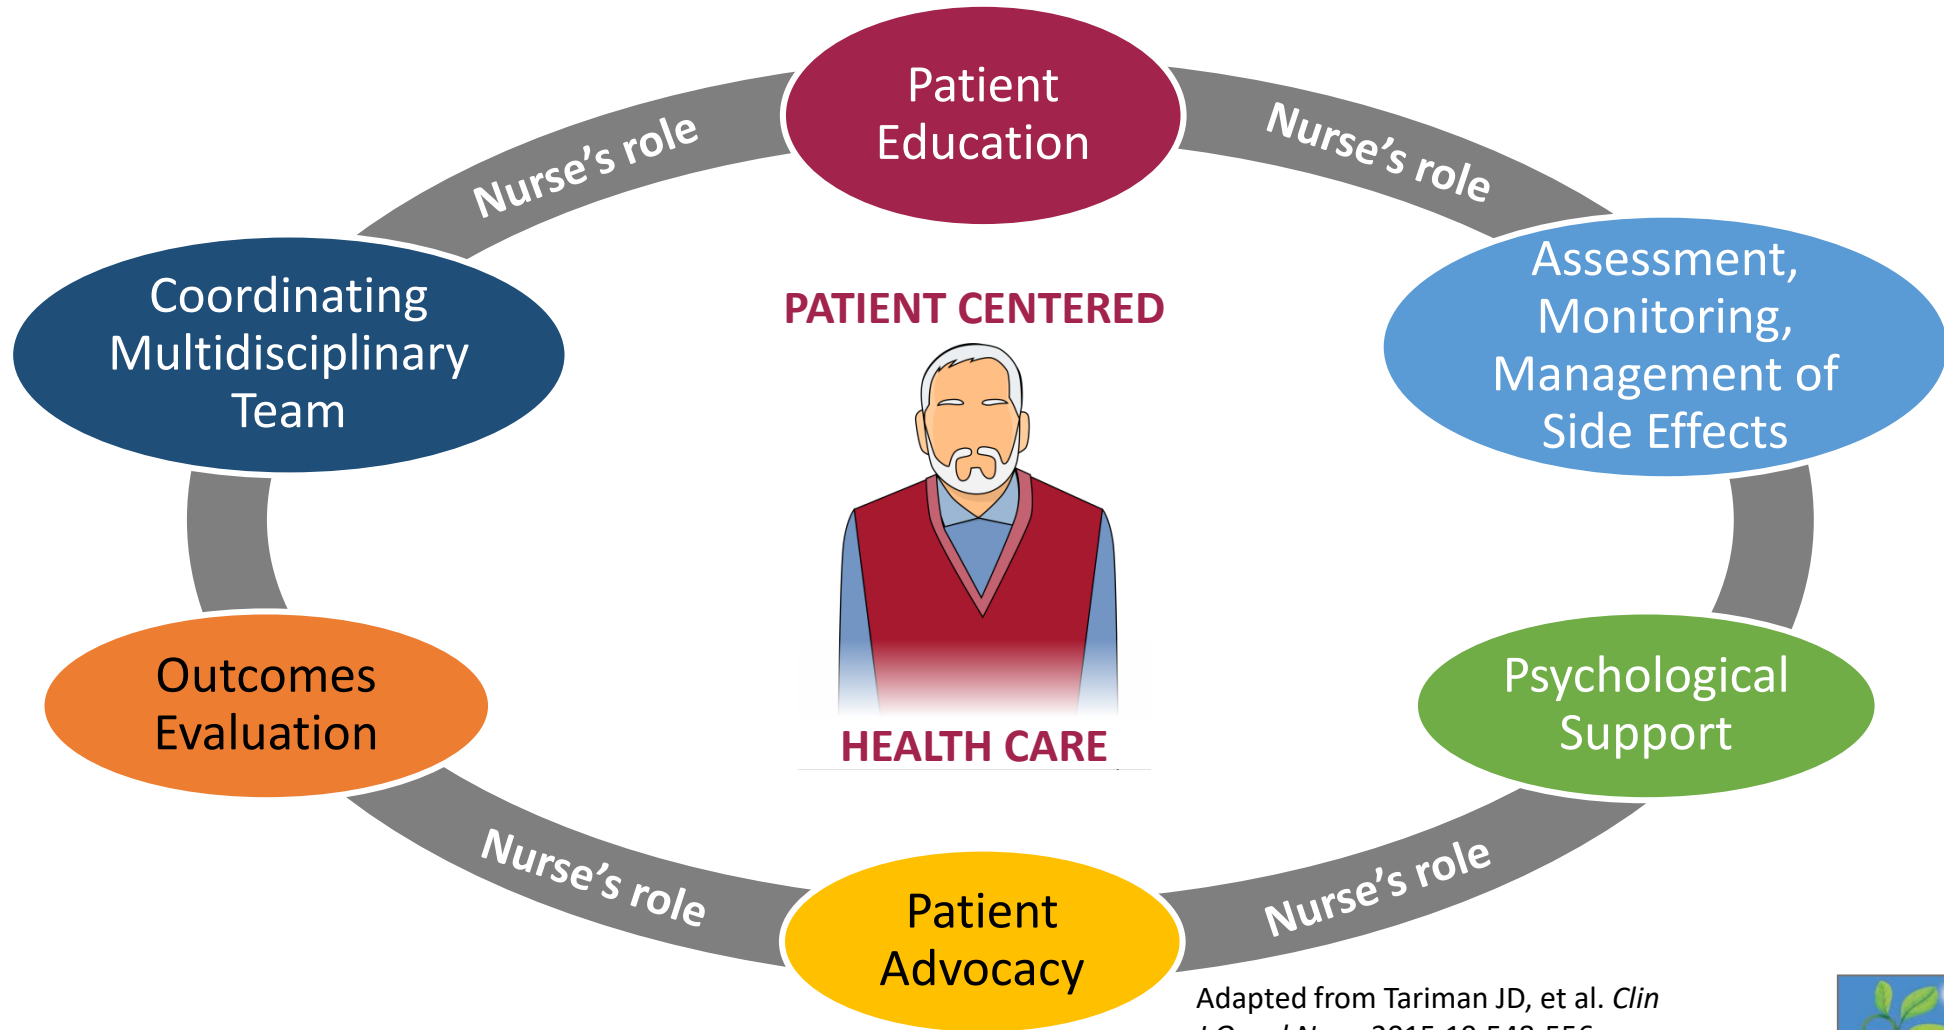 Patient
Education
Nurse's role
Nurse's role
Assessment,
Monitoring,
Management of
Side Effects
Coordinating
Multidisciplinary
Team
PATIENT CENTERED
HEALTH CARE
Outcomes
Evaluation
Psychological
Support
Nurse's role
Nurse's role
Patient
Advocacy
Adapted from Tariman JD, et al. Clin